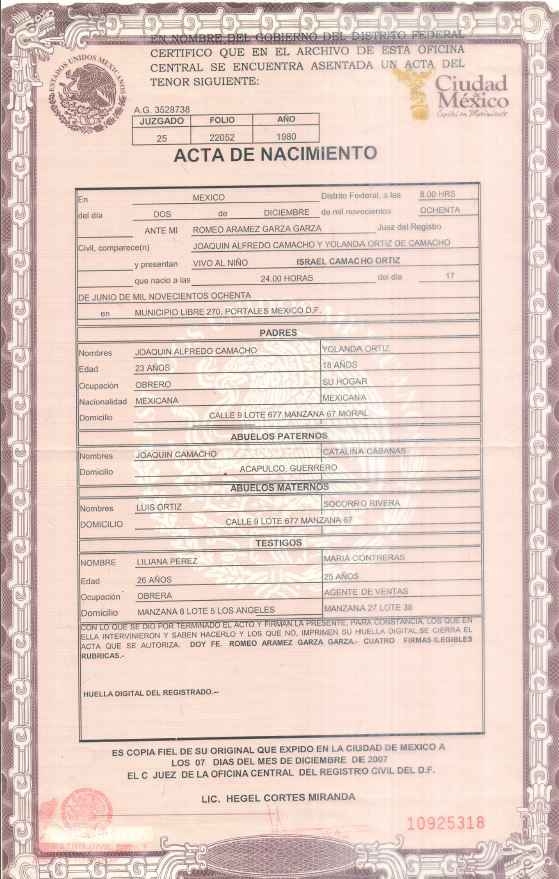 EN NOMBRE DEL GOBIERNO DEL DISTRITO FEDERAL
CERTIFICO QUE EN EL ARCHIVO DE ESTA OFICINA
CENTRAL SE ENCUENTRA ASENTADA UN ACTA DEL
TENOR SIGUIENTE:
ESTADOS UNIDOS MEXICANOS
Ciudad
de
México
Capital en Movimiento
A.G. 3528738
JUZGADO FOLIO AÑO
25 22052 1980
ACTA DE NACIMIENTO
En MEXICO Distrito Federal, a las 8.00 HRS
del día DOS de DICIEMBRE de mil novecientos OCHENTA
ANTE MI ROMEO ARAMEZ GARZA GARZA Juez del Registro
Civil, comparece(n) JOAQUIN ALFREDO CAMACHO Y YOLANDA ORTIZ DE CAMACHO
y presentan VIVO AL NIÑO ISRAEL CAMACHO ORTIZ
que nacio a las 24.00 HORAS del dia 17
DE JUNIO DE MIL NOVECIENTOS OCHENTA
en MUNICIPIO LIBRE 270, PORTALES MEXICO D.F.
PADRES
Nombres JOAQUIN ALFREDO CAMACHO YOLANDA ORTIZ
Edad 23 AÑOS 18 AÑOS
Ocupación OBRERO SU HOGAR
Nacionalidad MEXICANA MEXICANA
Domicilio CALLE 9 LOTE 677 MANZANA 67 MORAL
ABUELOS PATERNOS
Nombres JOAQUIN CAMACHO CATALINA CABANAS
Domicilio ACAPULCO, GUERRERO
ABUELOS MATERNOS
Nombres LUIS ORTIZ SOCORRO RIVERA
DOMICILIO CALLE 9 LOTE 677 MANZANA 67
TESTIGOS
NOMBRE LILIANA PEREZ MARIA CONTRERAS
Edad 26 AÑOS 25 AÑOS
Ocupación OBRERA AGENTE DE VENTAS
Domicilio MANZANA 8 LOTE 5 LOS ANGELES MANZANA 27 LOTE 38
CON LO QUE SE DIO POR TERMINADO EL ACTO Y FIRMAN LA PRESENTE, PARA CONSTANCIA, LOS QUE EN
ELLA INTERVINIERON Y SABEN HACERLO Y LOS QUE NO, IMPRIMEN SU HUELLA DIGITAL.SE CIERRA EL
ACTA QUE SE AUTORIZA. DOY FE. ROMEO ARAMEZ GARZA GARZA.- CUATRO FIRMAS ILEGIBLES
RUBRICAS.-
HUELLA DIGITAL DEL REGISTRADO.--
ES COPIA FIEL DE SU ORIGINAL QUE EXPIDO EN LA CIUDAD DE MEXICO A
LOS 07 DIAS DEL MES DE DICIEMBRE DE 2007
EL C JUEZ DE LA OFICINA CENTRAL DEL REGISTRO CIVIL DEL D.F.
LIC. HEGEL CORTES MIRANDA
10925318